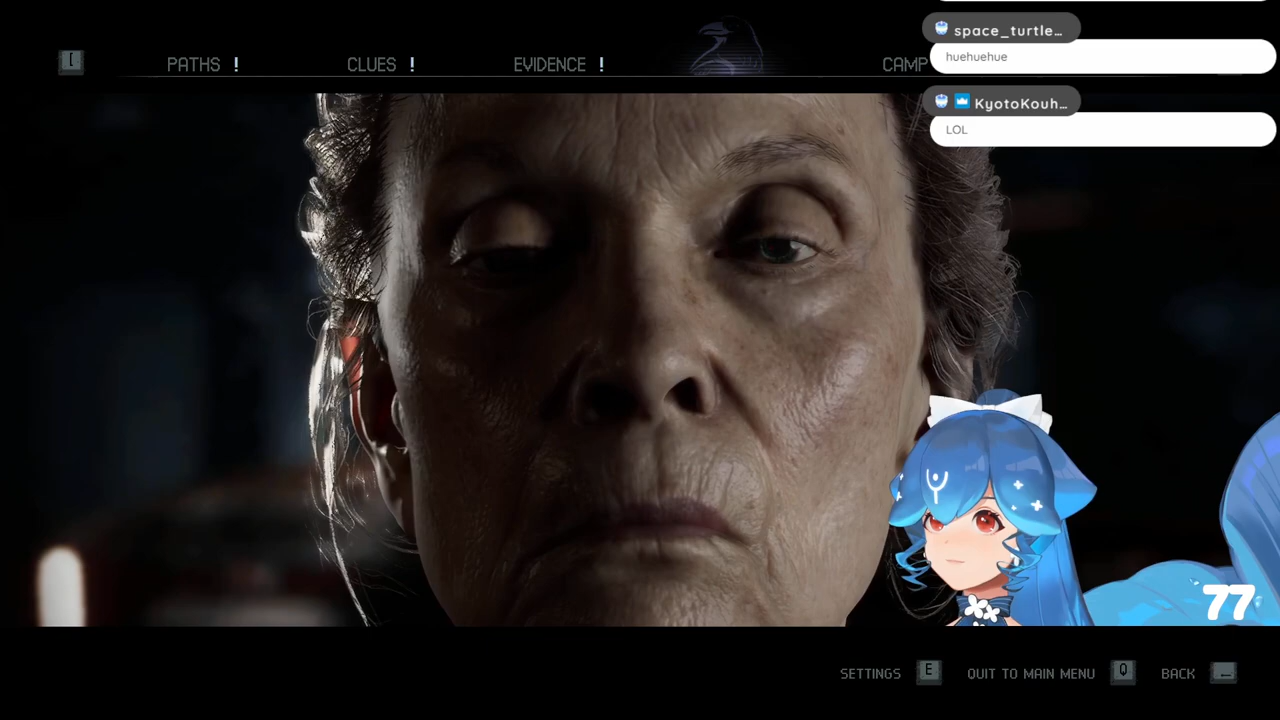 space_turtle…
huehuehue
[
PATHS !
CLUES !
EVIDENCE !
CAMP
KyotoKouh…
LOL
77
SETTINGS E
QUIT TO MAIN MENU Q
BACK